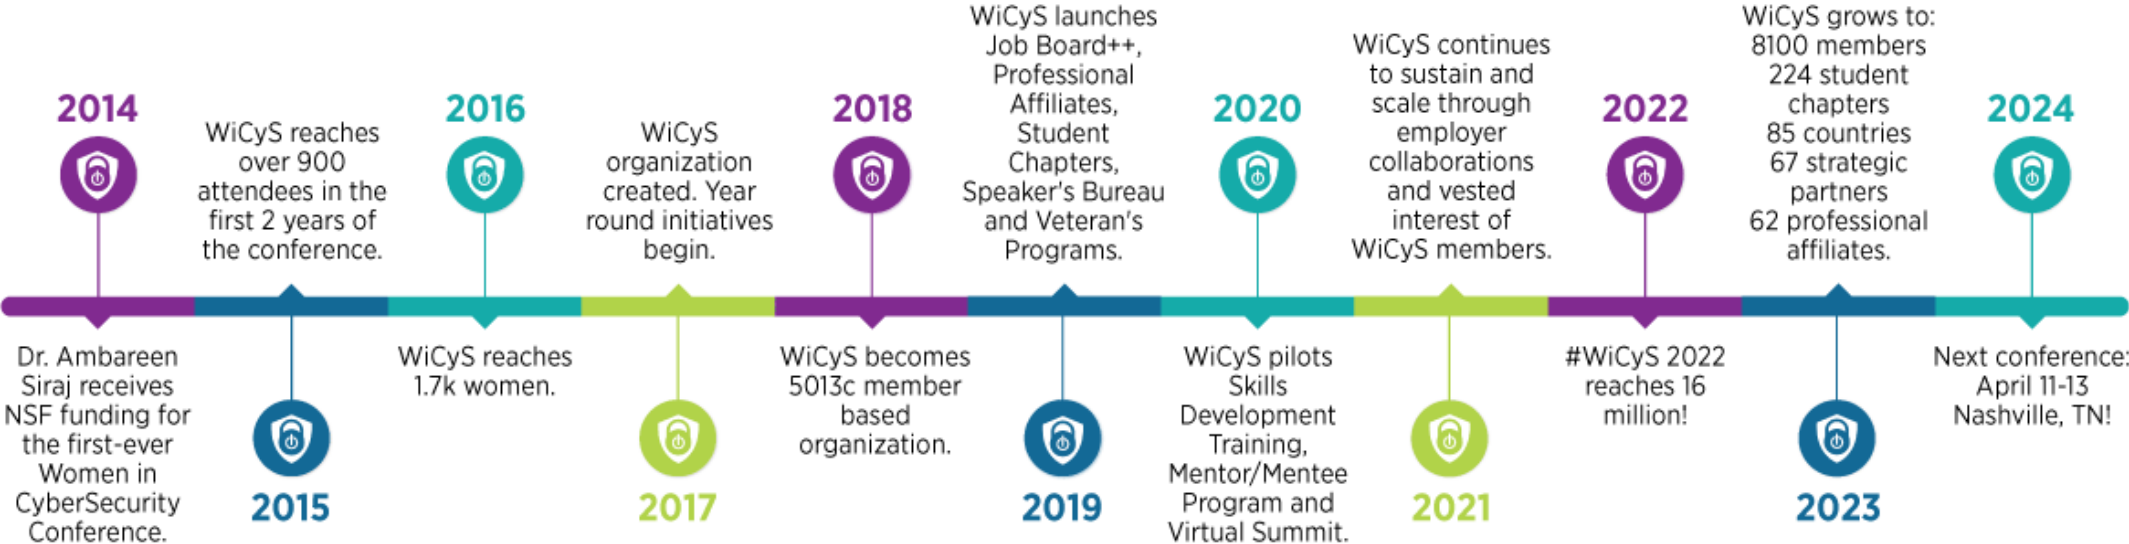 2014
Dr. Ambareen
Siraj receives
NSF funding for
the first-ever
Women in
CyberSecurity
Conference.
WiCyS reaches
over 900
attendees in the
first 2 years of
the conference.
2015
2016
WiCyS reaches
1.7k women.
WiCyS
organization
created. Year
round initiatives
begin.
2017
2018
WiCyS becomes
5013c member
based
organization.
WiCyS launches
Job Board++,
Professional
Affiliates,
Student
Chapters,
Speaker's Bureau
and Veteran's
Programs.
2019
2020
WiCyS pilots
Skills
Development
Training,
Mentor/Mentee
Program and
Virtual Summit.
WiCyS continues
to sustain and
scale through
employer
collaborations
and vested
interest of
WiCyS members.
2021
2022
#WiCyS 2022
reaches 16
million!
WiCyS grows to:
8100 members
224 student
chapters
85 countries
67 strategic
partners
62 professional
affiliates.
2023
2024
Next conference:
April 11-13
Nashville, TN!